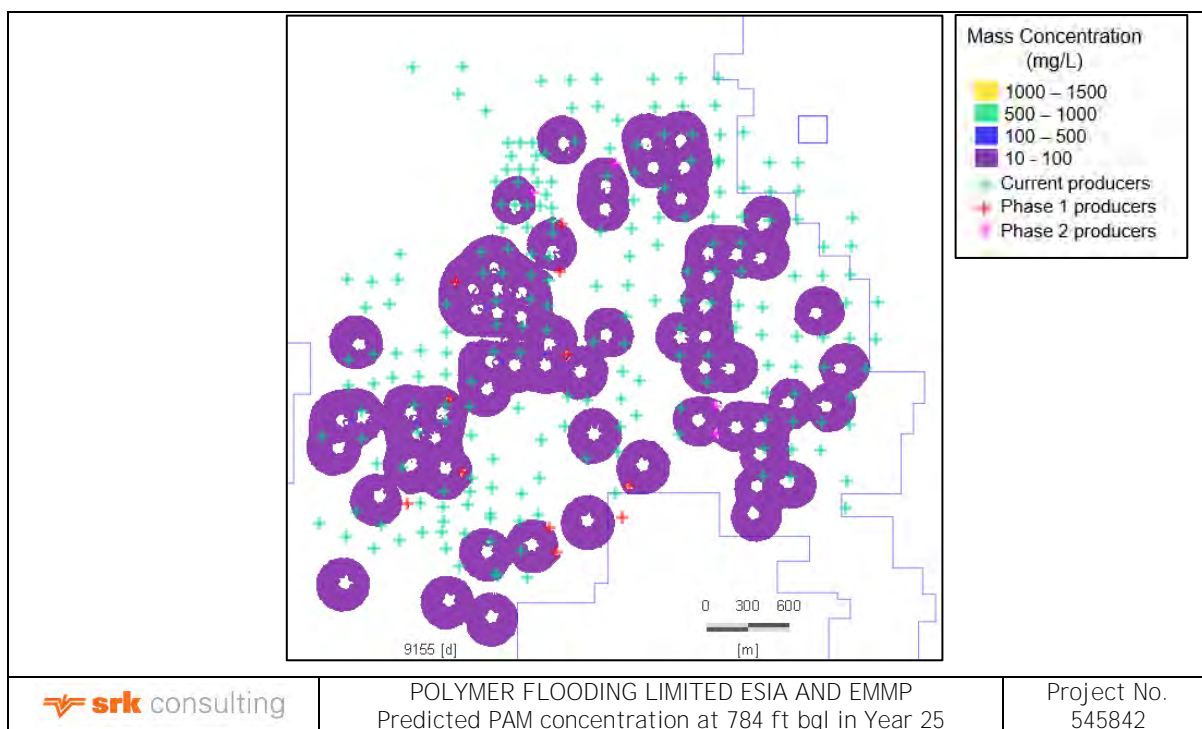 Mass Concentration
(mg/L)
1000 – 1500
500 – 1000
100 – 500
10 - 100
Current producers
Phase 1 producers
Phase 2 producers
0 300 600
9155 [d] [m]
srk consulting
POLYMER FLOODING LIMITED ESIA AND EMMP
Predicted PAM concentration at 784 ft bgl in Year 25
Project No.
545842